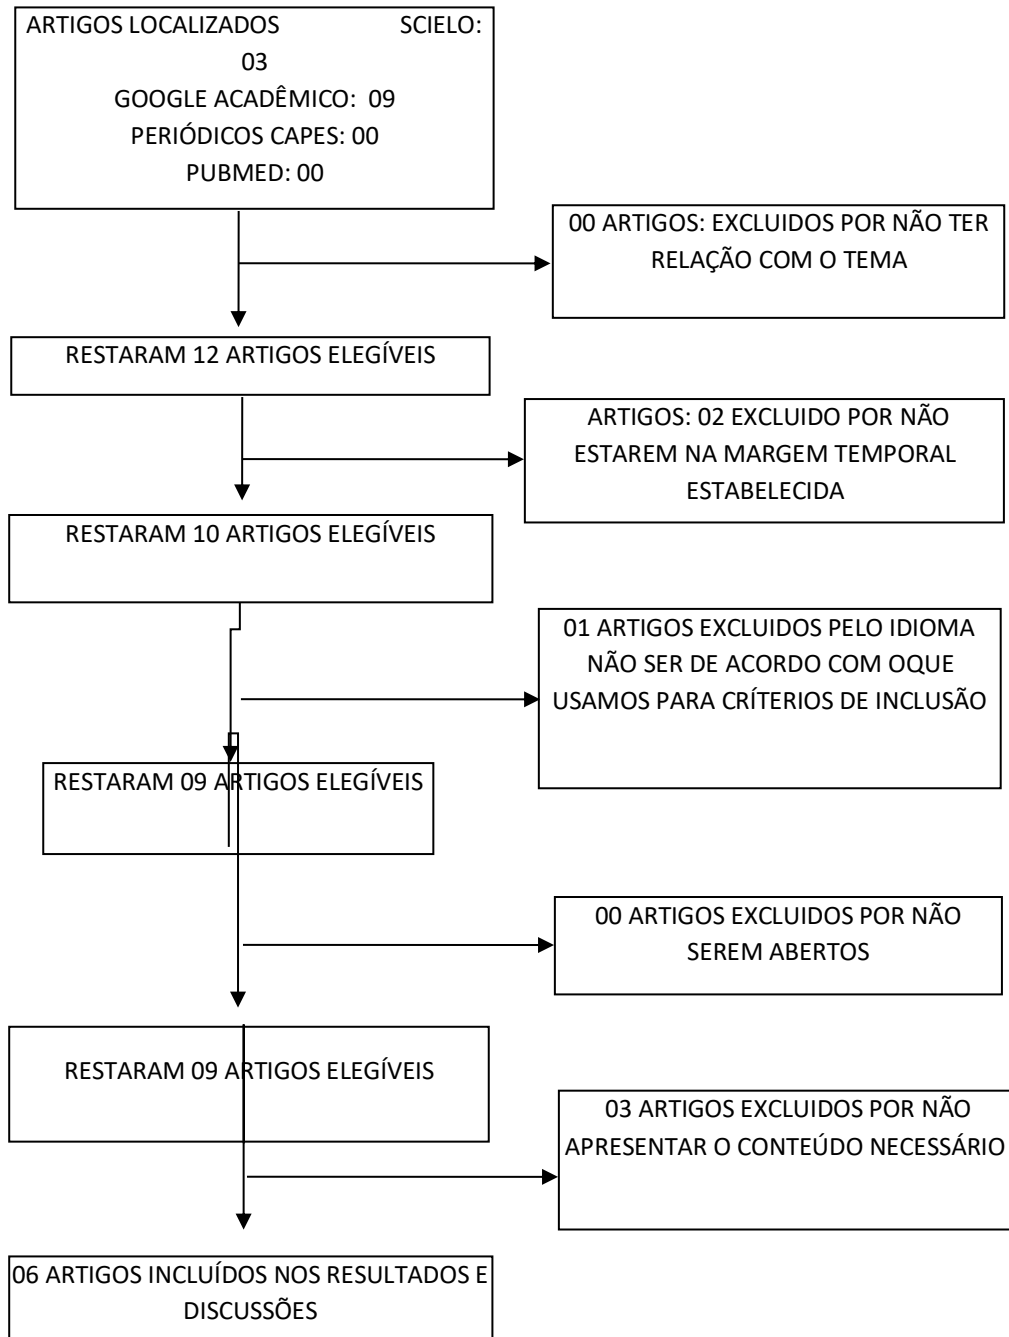 ARTIGOS LOCALIZADOS SCIELO:
03
GOOGLE ACADÊMICO: 09
PERIÓDICOS CAPES: 00
PUBMED: 00
00 ARTIGOS: EXCLUIDOS POR NÃO TER
RELAÇÃO COM O TEMA
RESTARAM 12 ARTIGOS ELEGÍVEIS
ARTIGOS: 02 EXCLUIDO POR NÃO
ESTAREM NA MARGEM TEMPORAL
ESTABELECIDA
RESTARAM 10 ARTIGOS ELEGÍVEIS
01 ARTIGOS EXCLUIDOS PELO IDIOMA
NÃO SER DE ACORDO COM OQUE
USAMOS PARA CRÍTERIOS DE INCLUSÃO
RESTARAM 09 ARTIGOS ELEGÍVEIS
00 ARTIGOS EXCLUIDOS POR NÃO
SEREM ABERTOS
RESTARAM 09 ARTIGOS ELEGÍVEIS
03 ARTIGOS EXCLUIDOS POR NÃO
APRESENTAR O CONTEÚDO NECESSÁRIO
06 ARTIGOS INCLUÍDOS NOS RESULTADOS E
DISCUSSÕES